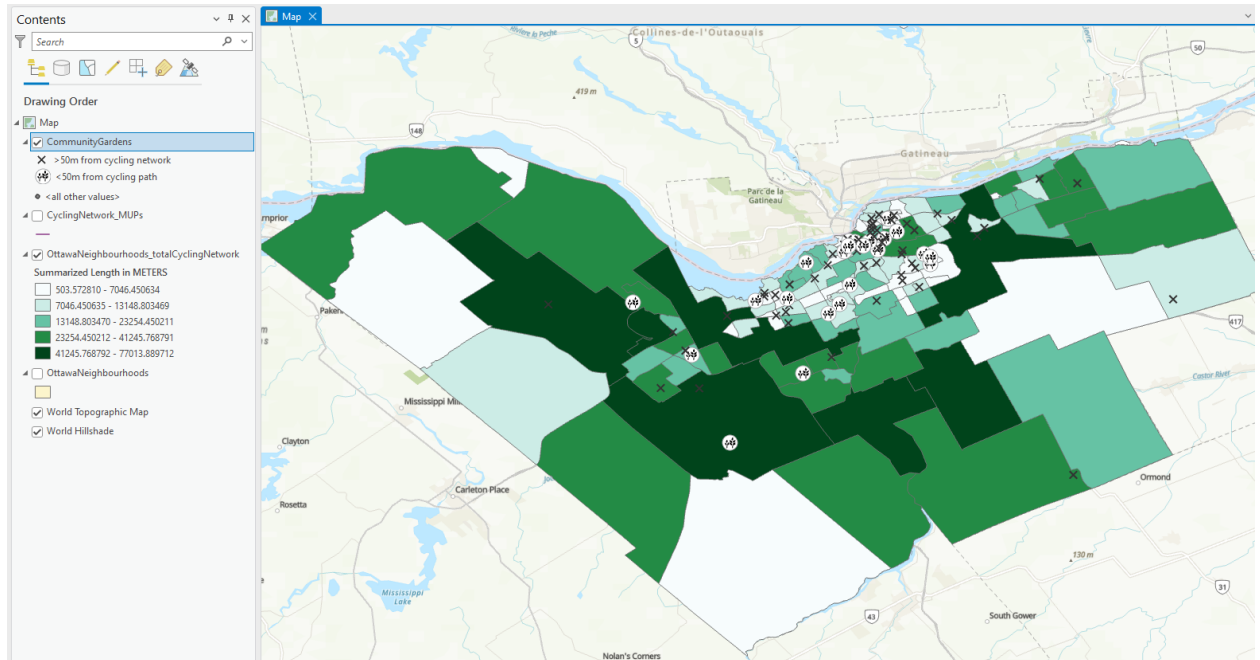 Contents
Map
Search
Drawing Order
Map
CommunityGardens
>50m from cycling network
<50m from cycling path
<all other values>
CyclingNetwork_MUPs
OttawaNeighbourhoods_totalCyclingNetwork
Summarized Length in METERS
503.572810 - 7046.450634
7046.450635 - 13148.803469
13148.803470 - 23254.450211
23254.450212 - 41245.768791
41245.768792 - 77013.889712
OttawaNeighbourhoods
World Topographic Map
World Hillshade
Collines-de-l'Outaouais
5
50
419 m
148
Gatineau
Parc de la
Gatineau
mprior
Paken
417
Castor River
Mississippi Mil
Clayton
Carleton Place
Rosetta
Ormond
130 m
Mississippi
Lake
31
43
South Gower
Nolan's Corners